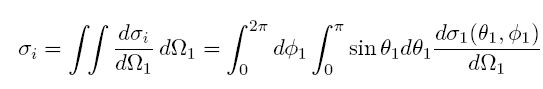 σ_i = ∬ dσ_i/dΩ_1 dΩ_1 = ∫_0^{2π} dϕ_1 ∫_0^π sin θ_1 dθ_1 dσ_1(θ_1, ϕ_1)/dΩ_1